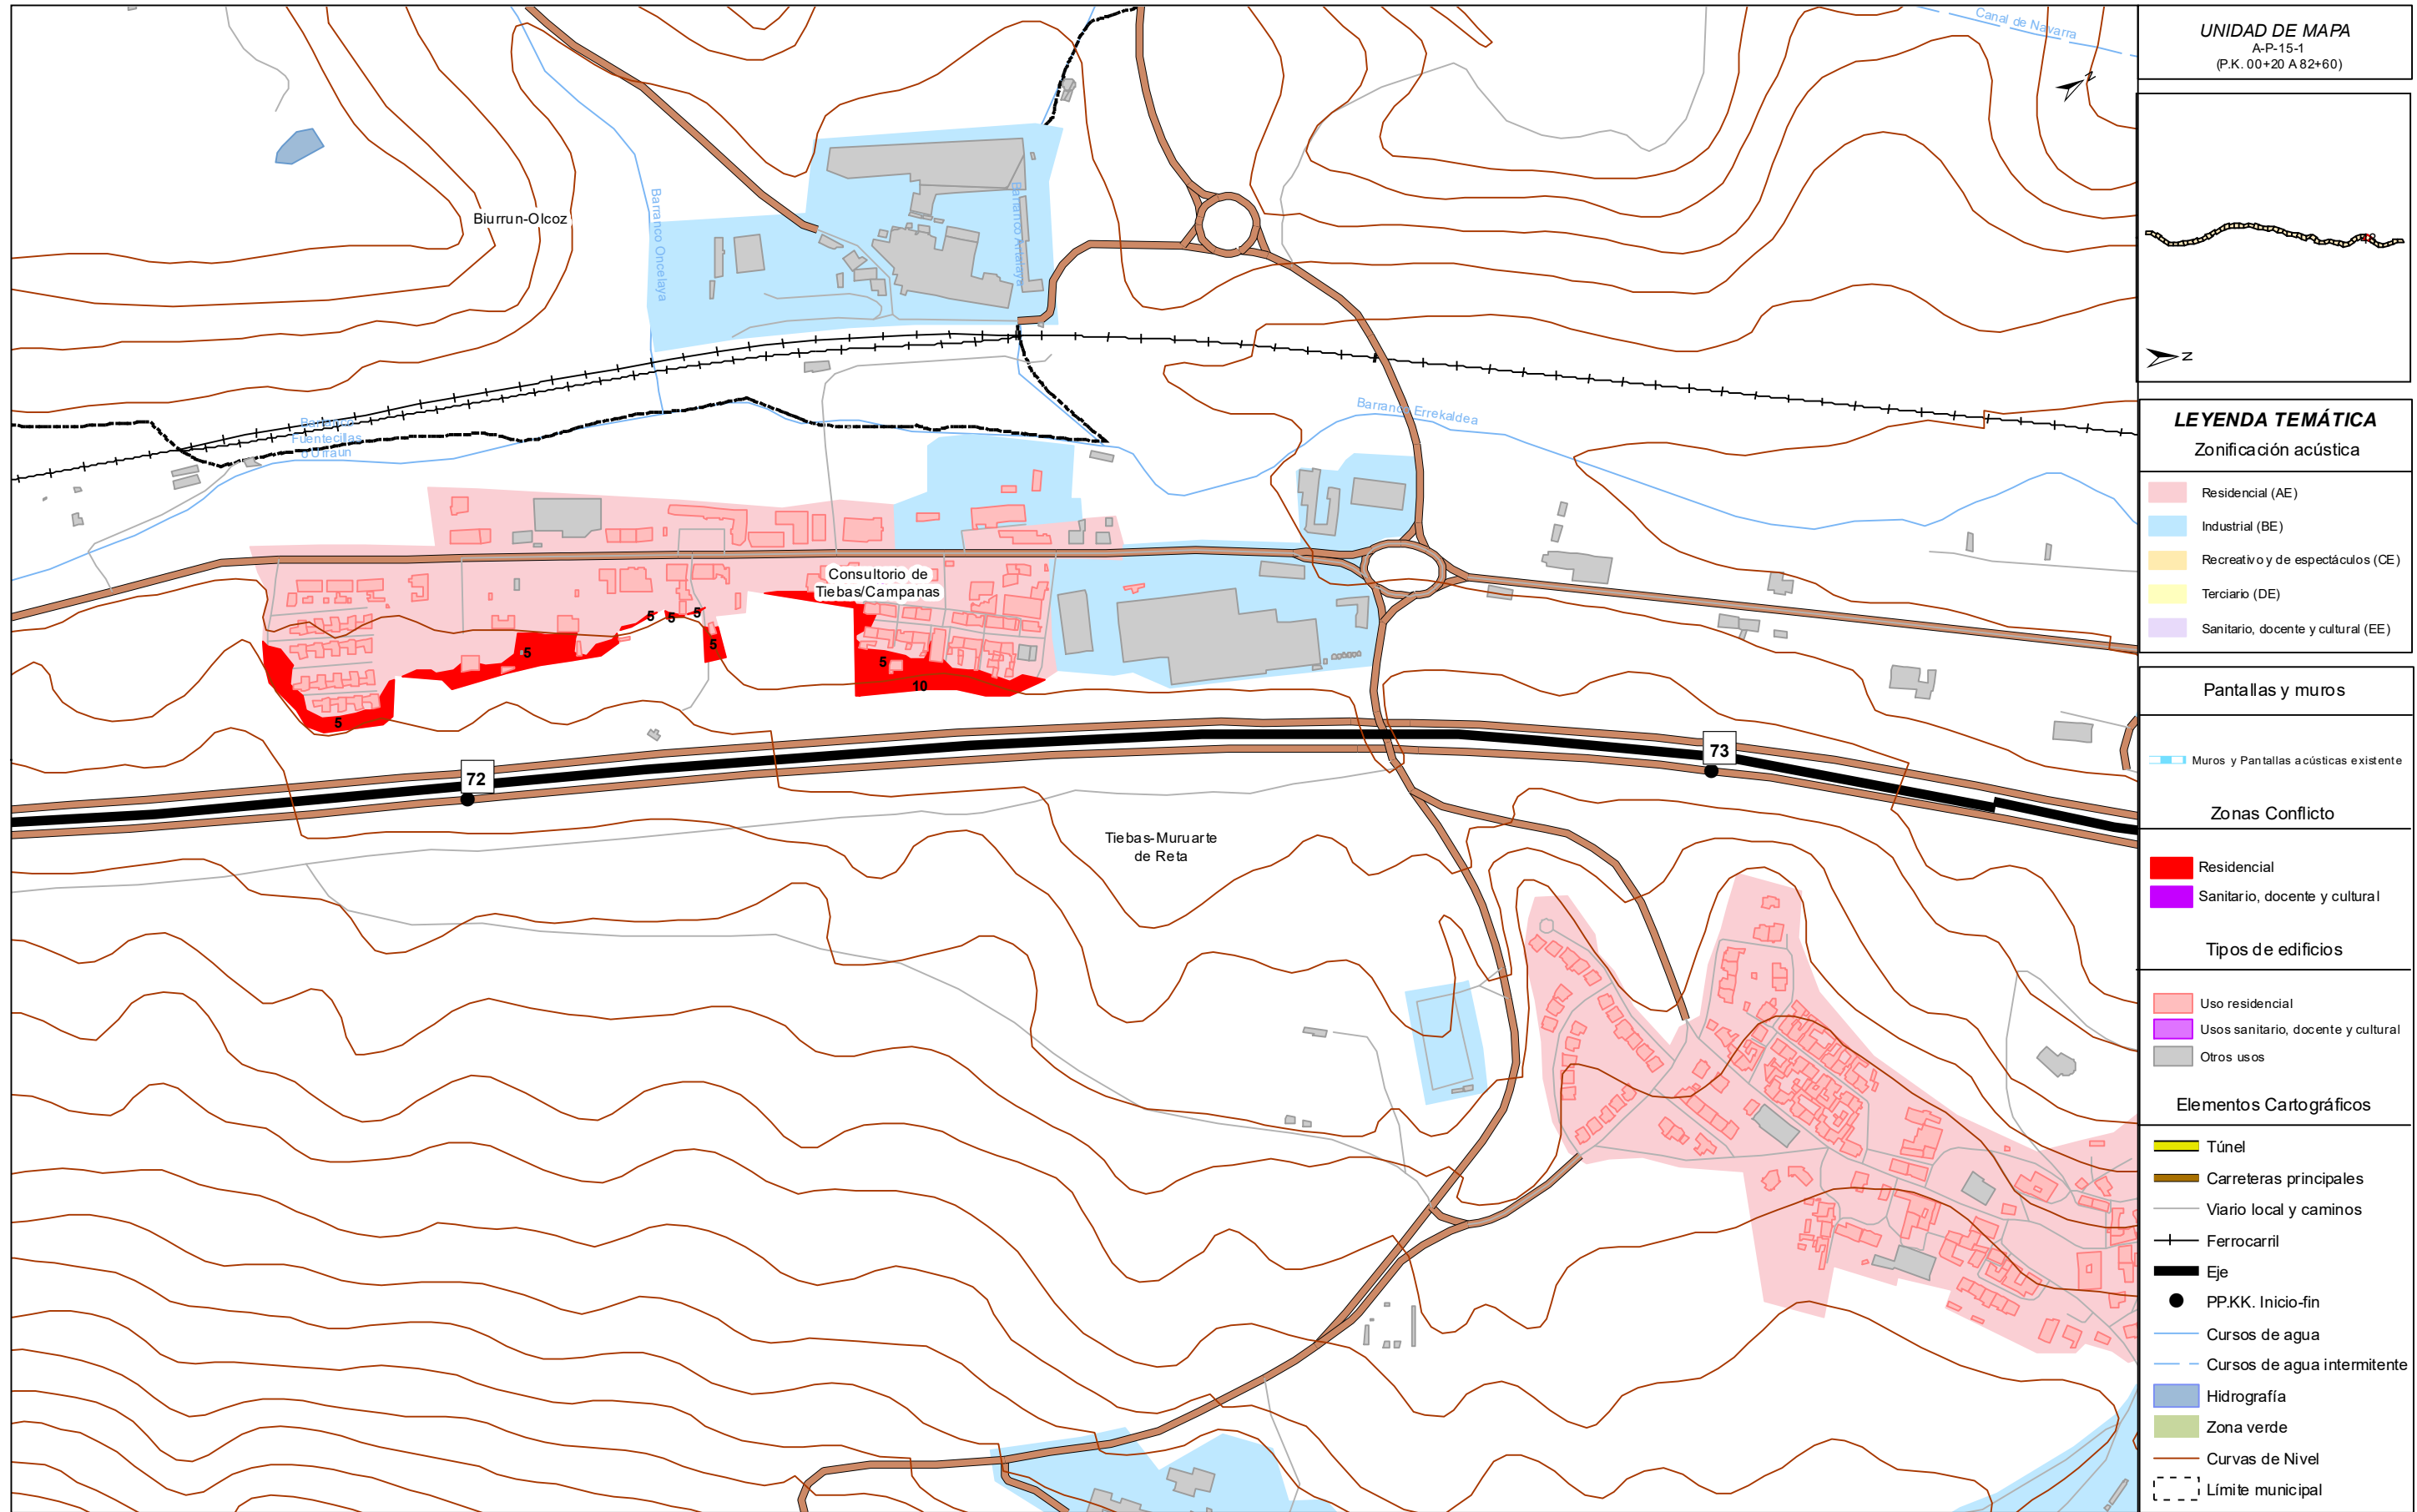 Canal de Navarra
N
Biurrun-Olcoz
Barranco Oncelaya
Barranco Atalaya
Barranco
Fuentecillas
o Ufraun
Barranco Errekaldea
Consultorio de
Tiebas/Campanas
5
5
5
5
5
5
10
5
72
73
Tiebas-Muruarte
de Reta
UNIDAD DE MAPA
A-P-15-1
(P.K. 00+20 A 82+60)
N
LEYENDA TEMÁTICA
Zonificación acústica
Residencial (AE)
Industrial (BE)
Recreativo y de espectáculos (CE)
Terciario (DE)
Sanitario, docente y cultural (EE)
Pantallas y muros
Muros y Pantallas acústicas existente
Zonas Conflicto
Residencial
Sanitario, docente y cultural
Tipos de edificios
Uso residencial
Usos sanitario, docente y cultural
Otros usos
Elementos Cartográficos
Túnel
Carreteras principales
Viario local y caminos
Ferrocarril
Eje
PP.KK. Inicio-fin
Cursos de agua
Cursos de agua intermitente
Hidrografía
Zona verde
Curvas de Nivel
Límite municipal